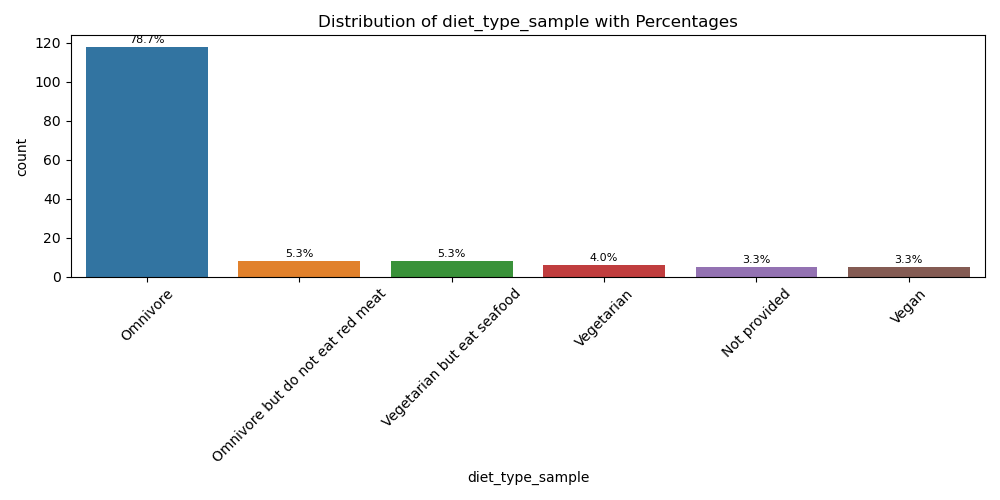 Distribution of diet_type_sample with Percentages
count
120
100
80
60
40
20
0
78.7%
5.3%
5.3%
4.0%
3.3%
3.3%
Omnivore
Omnivore but do not eat red meat
Vegetarian but eat seafood
Vegetarian
Not provided
Vegan
diet_type_sample